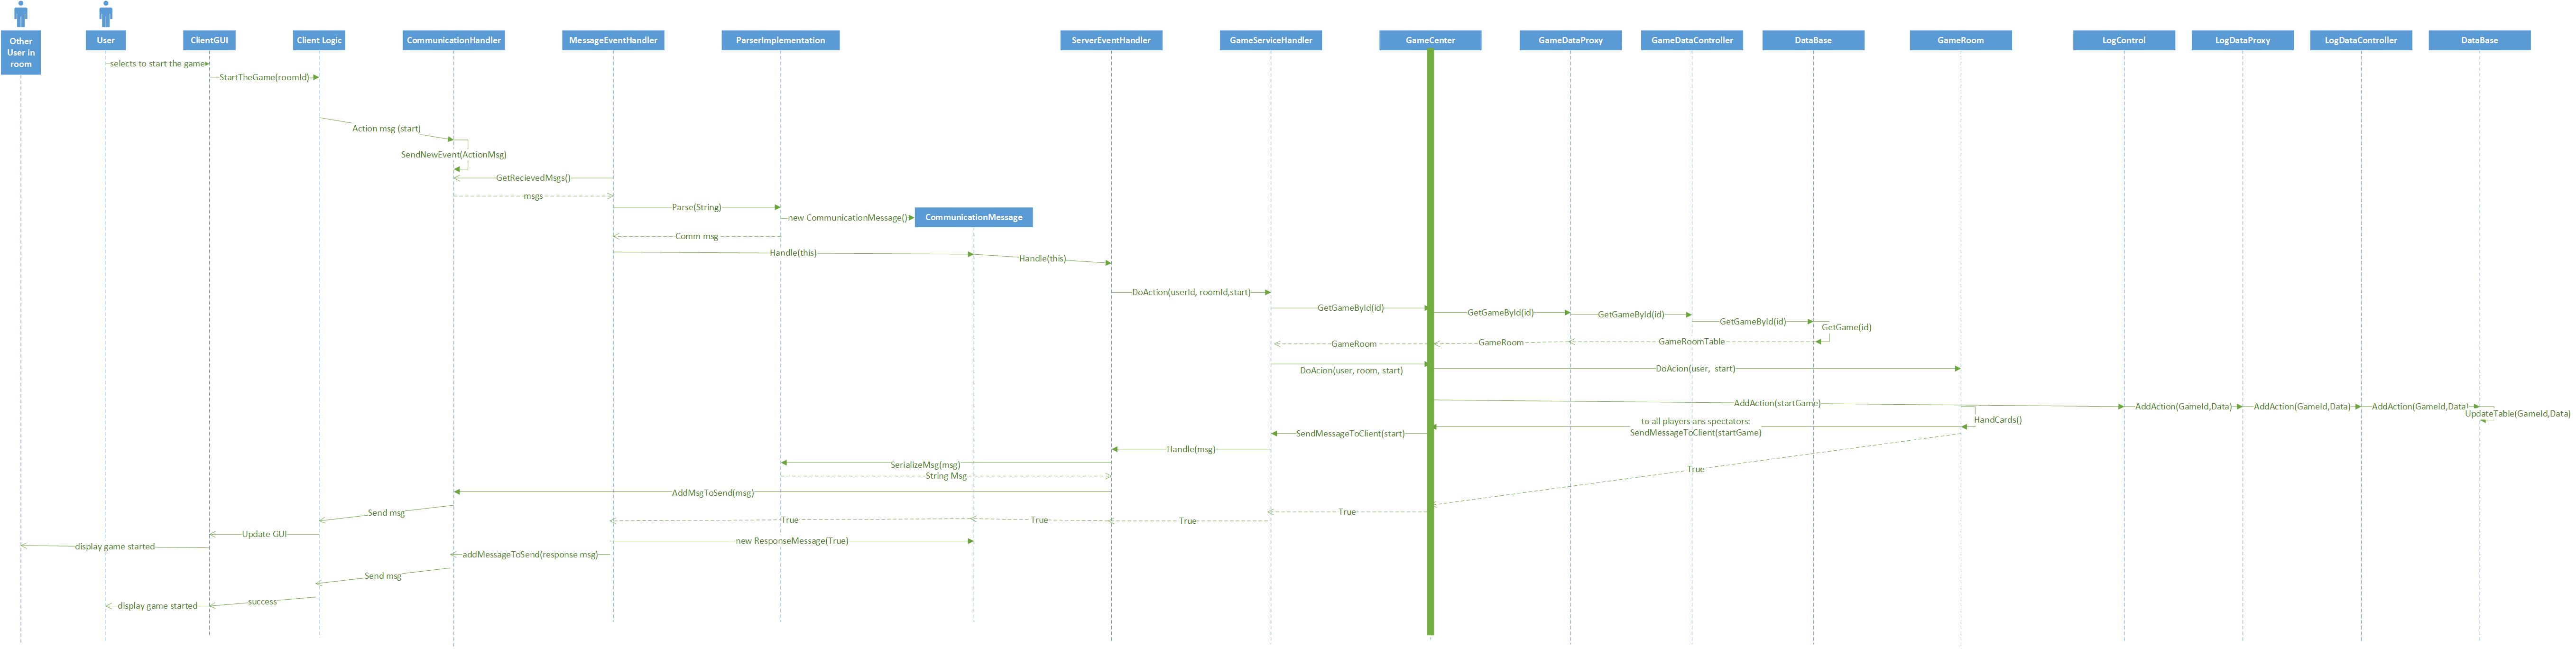 Other
User in
room
User
ClientGUI
Client Logic
CommunicationHandler
MessageEventHandler
ParserImplementation
ServerEventHandler
GameServiceHandler
GameCenter
GameDataProxy
GameDataController
DataBase
GameRoom
LogControl
LogDataProxy
LogDataController
DataBase
selects to start the game
StartTheGame(roomId)
Action msg (start)
SendNewEvent(ActionMsg)
GetRecievedMsgs()
msgs
Parse(String)
new CommunicationMessage()
CommunicationMessage
Comm msg
Handle(this)
Handle(this)
DoAction(userId, roomId,start)
GetGameById(id)
GetGameById(id)
GetGameById(id)
GetGameById(id)
GetGame(id)
GameRoom
GameRoom
GameRoomTable
DoAcion(user, room, start)
DoAcion(user, start)
AddAction(startGame)
AddAction(GameId,Data)
AddAction(GameId,Data)
AddAction(GameId,Data)
UpdateTable(GameId,Data)
HandCards()
to all players ans spectators:
SendMessageToClient(startGame)
SendMessageToClient(start)
Handle(msg)
SerializeMsg(msg)
String Msg
True
AddMsgToSend(msg)
Send msg
True
True
True
True
Update GUI
new ResponseMessage(True)
display game started
addMessageToSend(response msg)
Send msg
success
display game started